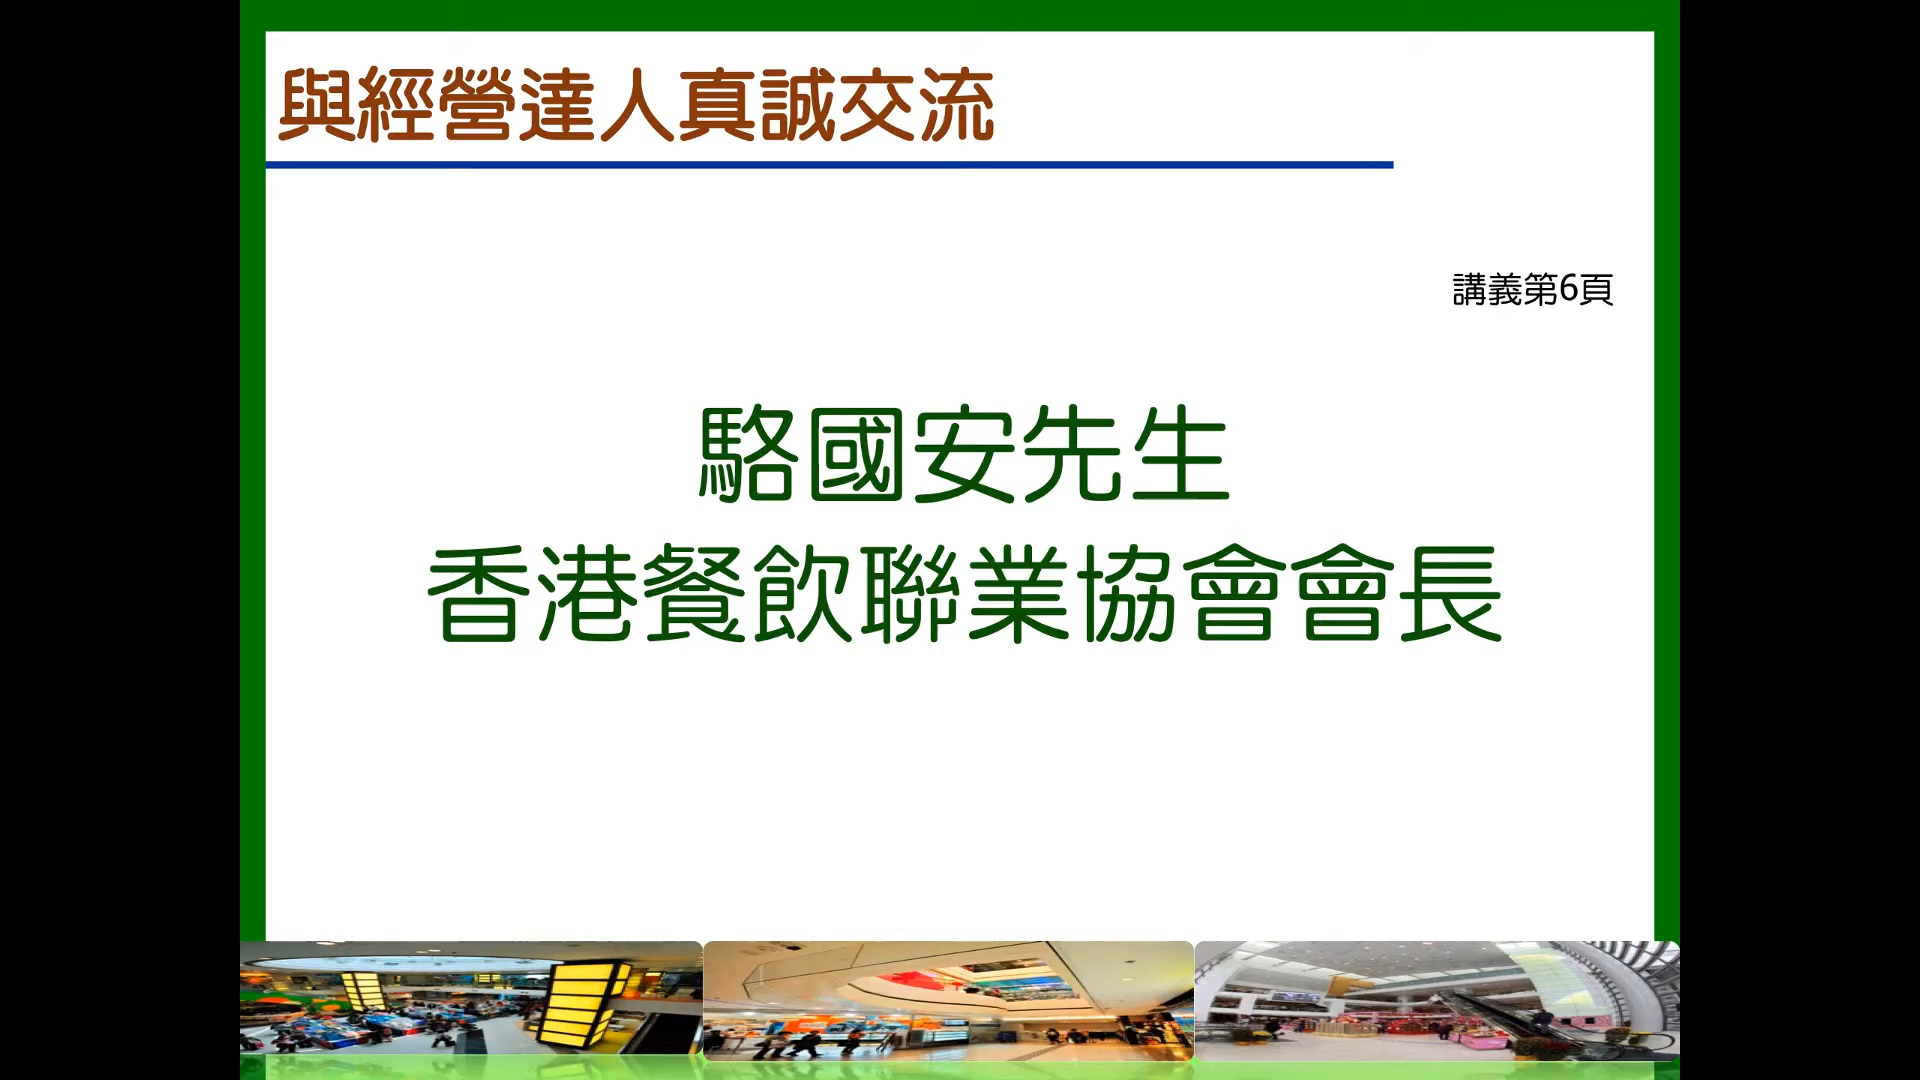 與經營達人真誠交流
講義第6頁
駱國安先生
香港餐飲聯業協會會長